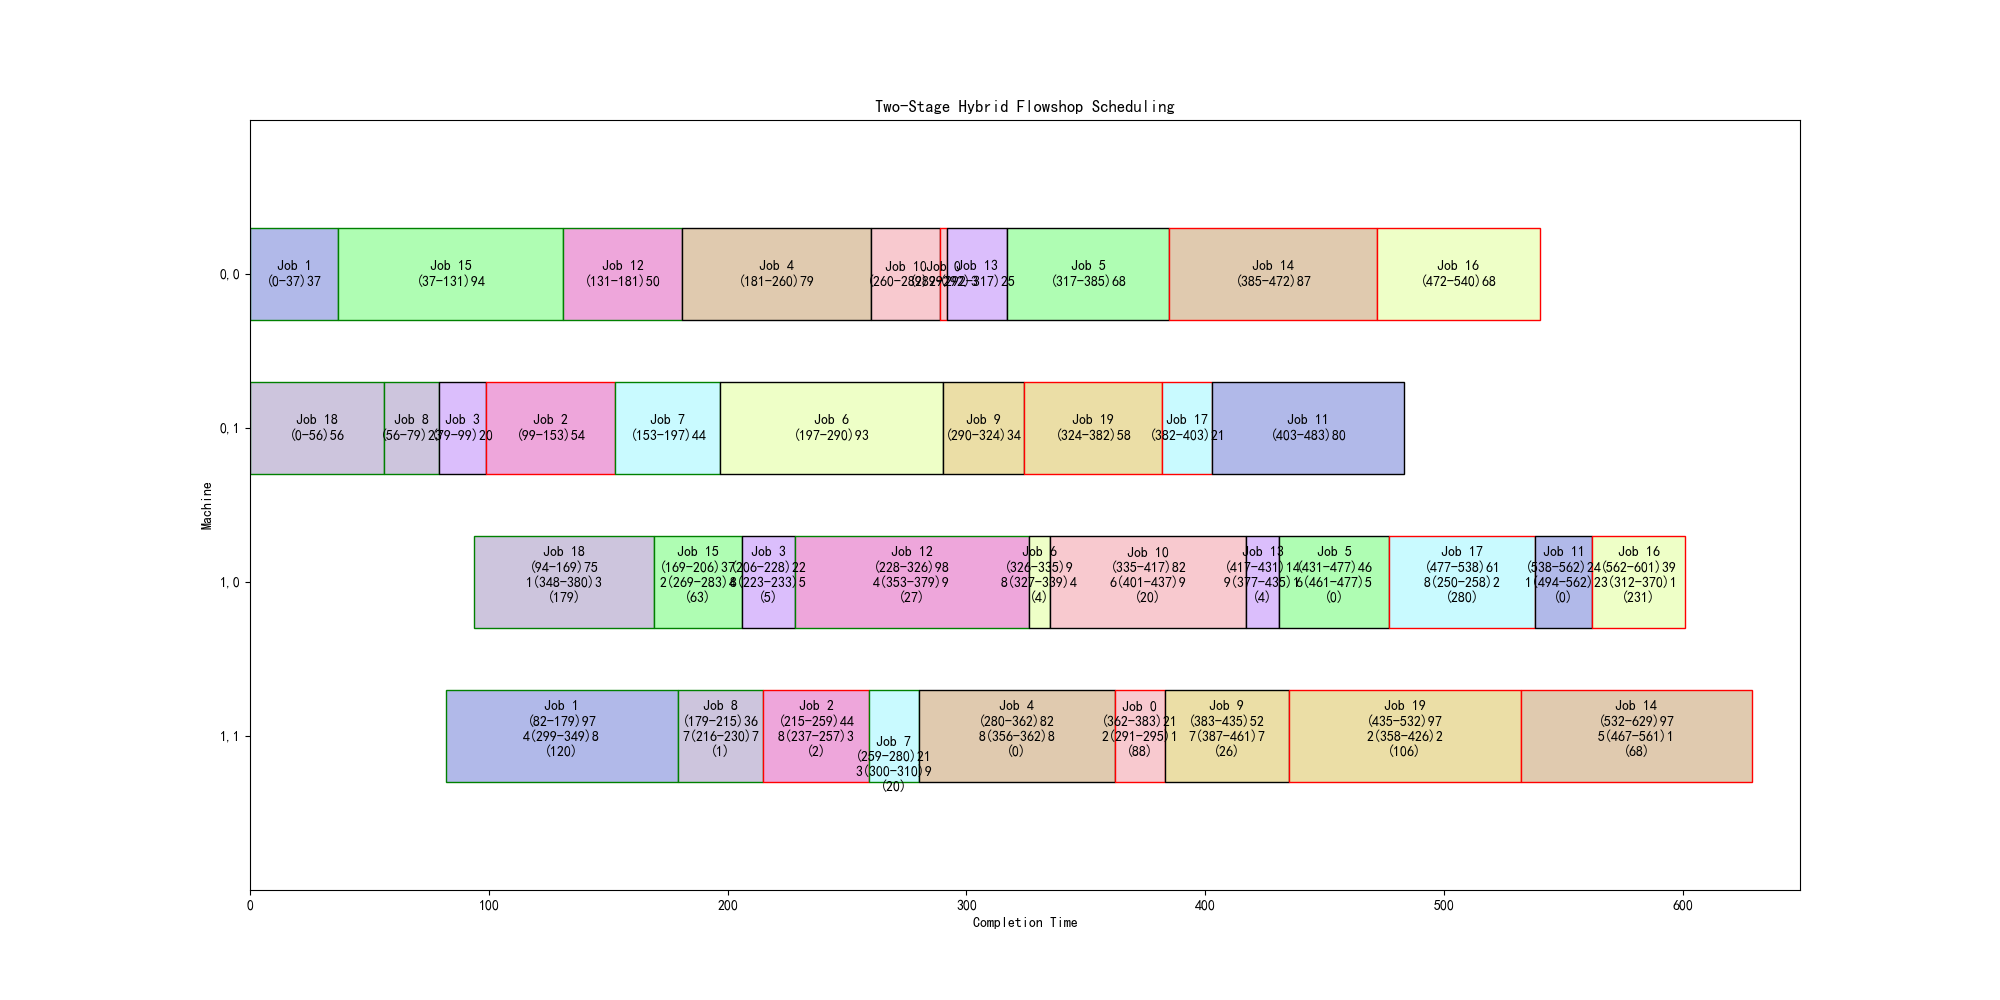 Two-Stage Hybrid Flowshop Scheduling
Machine
0,0
Job 1
(0-37)37
Job 15
(37-131)94
Job 12
(131-181)50
Job 4
(181-260)79
Job 10
(260-289)29
Job 0
(289-292)3
Job 13
(292-317)25
Job 5
(317-385)68
Job 14
(385-472)87
Job 16
(472-540)68
0,1
Job 18
(0-56)56
Job 8
(56-79)23
Job 3
(79-99)20
Job 2
(99-153)54
Job 7
(153-197)44
Job 6
(197-290)93
Job 9
(290-324)34
Job 19
(324-382)58
Job 17
(382-403)21
Job 11
(403-483)80
1,0
Job 18
(94-169)75
1(348-380)3
(179)
Job 15
(169-206)37
2(269-283)4
(63)
Job 3
(206-228)22
8(223-233)5
(5)
Job 12
(228-326)98
4(353-379)9
(27)
Job 6
(326-335)9
8(327-339)4
(4)
Job 10
(335-417)82
6(401-437)9
(20)
Job 13
(417-431)14
9(377-435)1
(4)
Job 5
(431-477)46
6(461-477)5
(0)
Job 17
(477-538)61
8(250-258)2
(280)
Job 11
(538-562)24
1(494-562)
(0)
Job 16
(562-601)39
(312-370)1
(231)
1,1
Job 1
(82-179)97
4(299-349)8
(120)
Job 8
(179-215)36
7(216-230)7
(1)
Job 2
(215-259)44
8(237-257)3
(2)
Job 7
(259-280)21
3(300-310)9
(20)
Job 4
(280-362)82
8(356-362)8
(0)
Job 0
(362-383)21
2(291-295)1
(88)
Job 9
(383-435)52
7(387-461)7
(26)
Job 19
(435-532)97
2(358-426)2
(106)
Job 14
(532-629)97
5(467-561)1
(68)
0
100
200
300
400
500
600
Completion Time